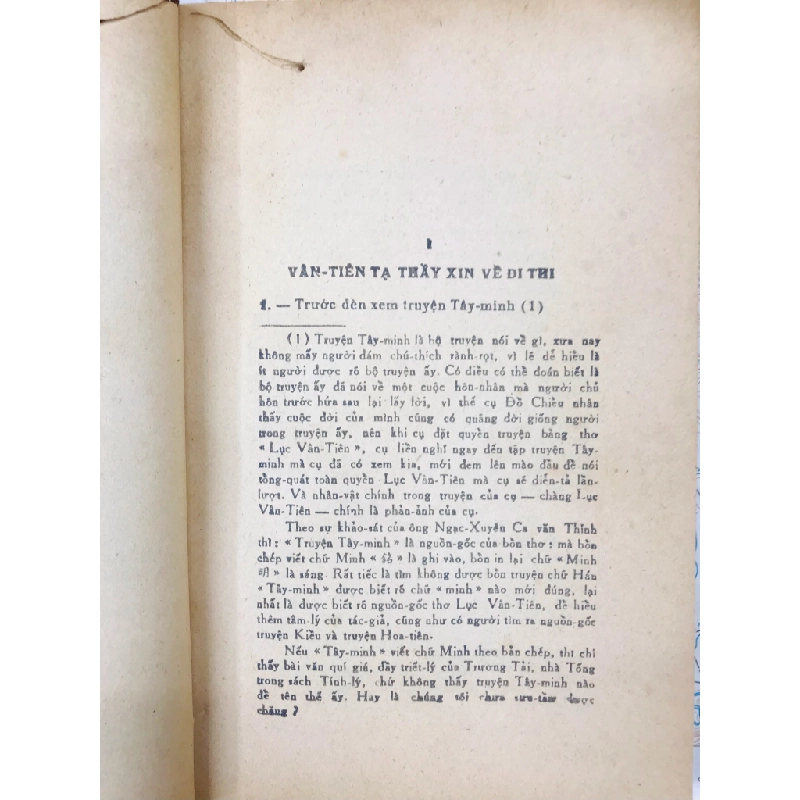 I
VÂN-TIÊN TẠ THẦY XIN VỀ ĐI THI
1. — Trước đèn xem truyện Tây-minh (1)
(1) Truyện Tây-minh là bộ truyện nói về gì, xưa nay
không mấy người dám chú-thích rành-rọt, vì lẽ dễ hiểu là
ít người được rõ bộ truyện ấy. Có điều có thể đoán biết là
bộ truyện ấy đã nói về một cuộc hôn-nhân mà người chủ
hôn trước hứa sau lại lấy lời, vì thế cụ Đồ Chiểu nhân
thấy cuộc đời của mình cũng có quãng đời giống người
trong truyện ấy, nên khi cụ đặt quyển truyện bằng thơ
« Lục Vân-Tiên », cụ liền nghĩ ngay đến tập truyện Tây-
minh mà cụ đã có xem kia, mới đem lên mào đầu để nói
tổng-quát toàn quyển Lục Vân-Tiên mà cụ sẽ diễn-tả lần-
lượt. Và nhân-vật chính trong truyện của cụ — chàng Lục
Vân-Tiên — chính là phản-ảnh của cụ.
Theo sự khảo-sát của ông Ngạc-Xuyên Ca văn Thỉnh
thì: « Truyện Tây-minh » là nguồn-gốc của bổn thơ: mà bổn
chép viết chữ Minh « 銘 » là ghi vào, bổn in lại chữ « Minh
明 » là sáng. Rất tiếc là tìm không được bổn truyện chữ Hán
« Tây-minh » được biết rõ chữ « minh » nào mới đúng, lại
nhất là được biết rõ nguồn-gốc thơ Lục Vân-Tiên, để hiểu
thêm tâm-lý của tác-giả, cũng như có người tìm ra nguồn-gốc
truyện Kiều và truyện Hoa-tiên.
Nếu « Tây-minh » viết chữ Minh theo bổn chép, thì chỉ
thấy bài văn quí giá, đầy triết-lý của Trương Tải, nhà Tống
trong sách Tính-lý, chứ không thấy truyện Tây-minh nào
đề tên thế ấy. Hay là chúng tôi chưa sưu-tầm được
chăng ?